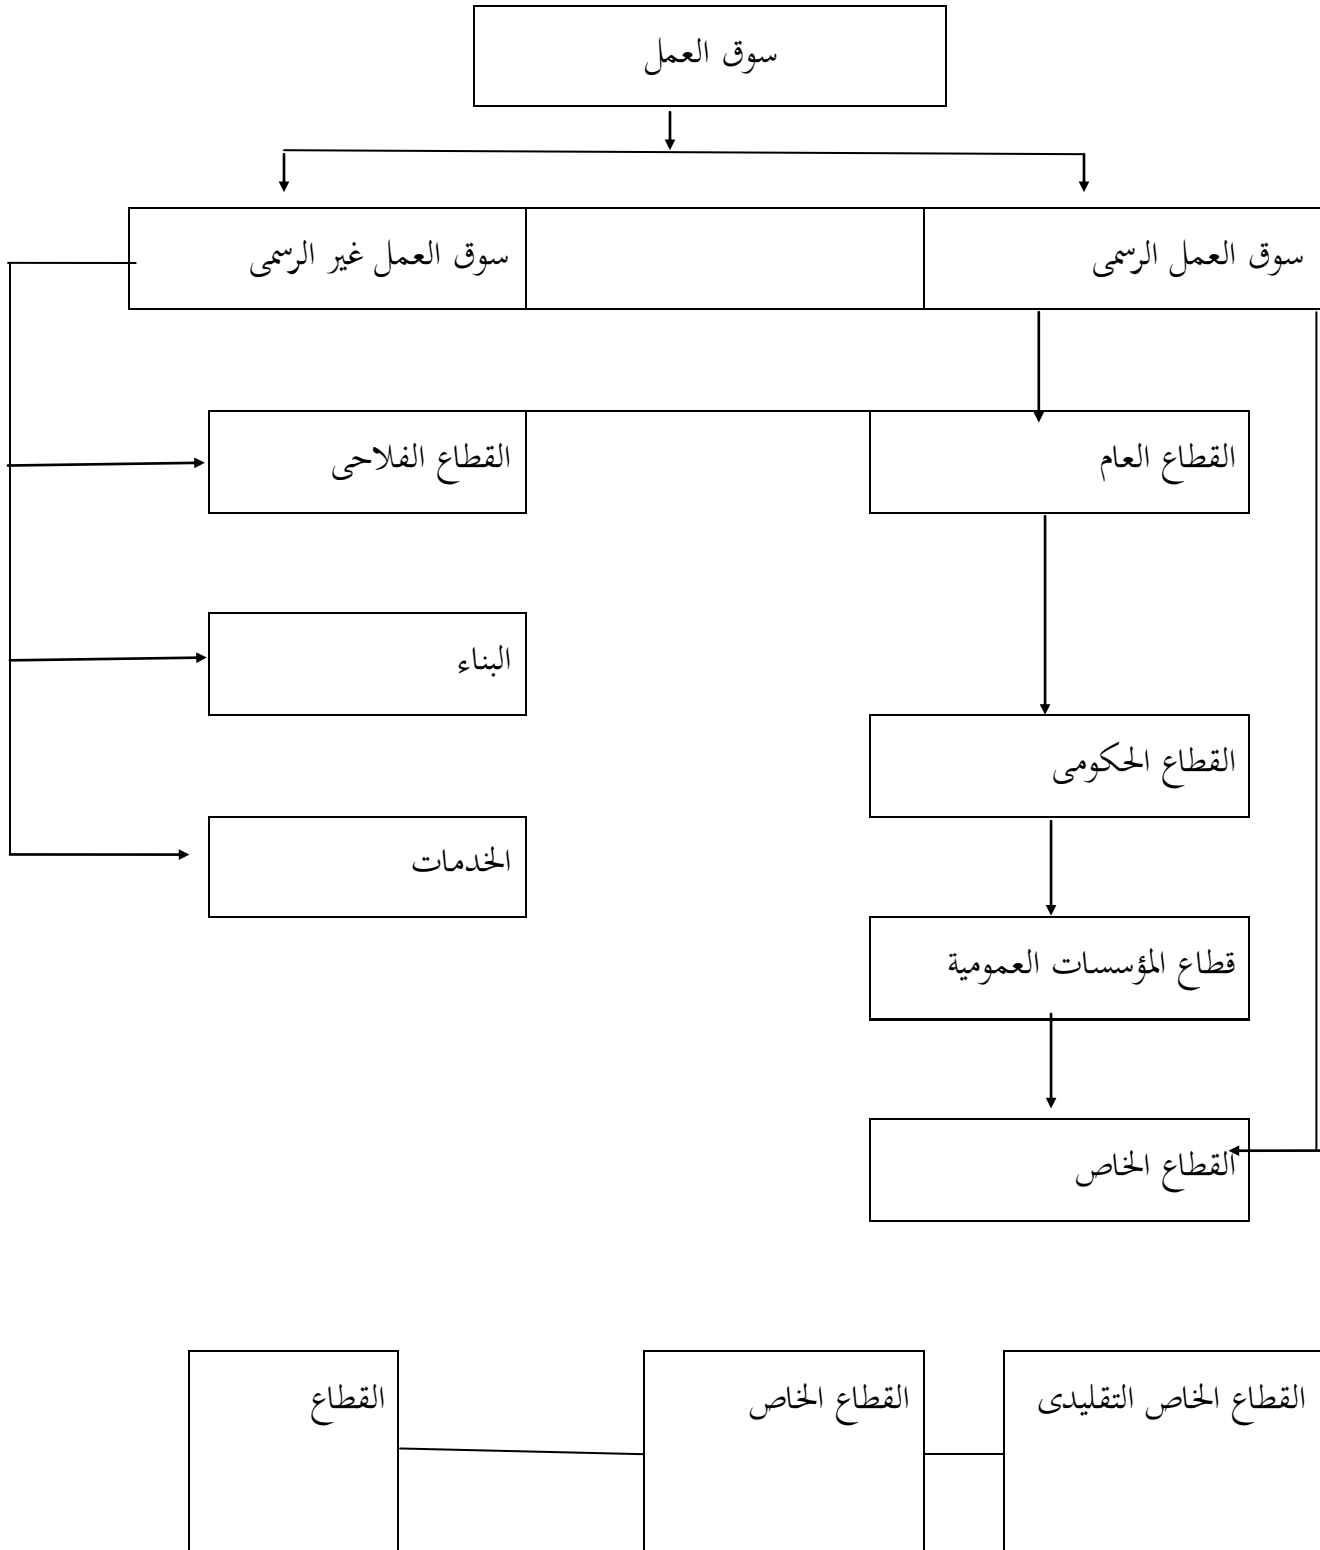 سوق العمل
سوق العمل الرسمى
سوق العمل غير الرسمى
القطاع العام
القطاع الفلاحى
البناء
القطاع الحكومى
الخدمات
قطاع المؤسسات العمومية
القطاع الخاص
القطاع الخاص التقليدى
القطاع الخاص
القطاع